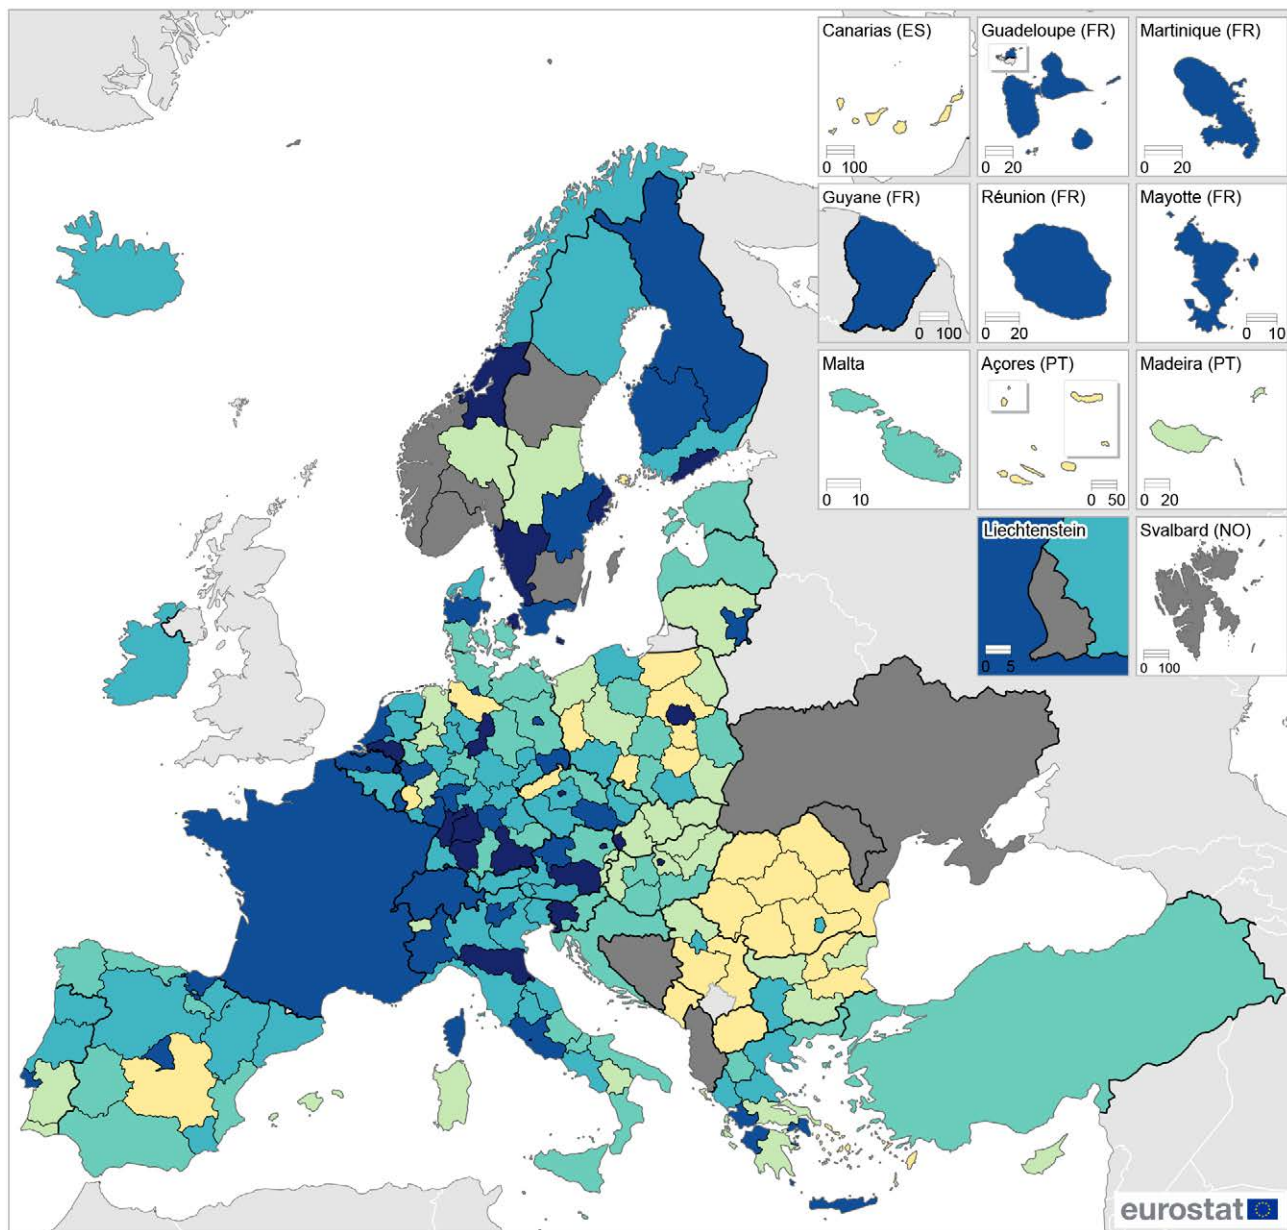 Canarias (ES)
0 100
Guadeloupe (FR)
0 20
Martinique (FR)
0 20
Guyane (FR)
0 100
Réunion (FR)
0 20
Mayotte (FR)
0 10
Malta
0 10
Açores (PT)
0 50
Madeira (PT)
0 20
Liechtenstein
0 5
Svalbard (NO)
0 100
eurostat